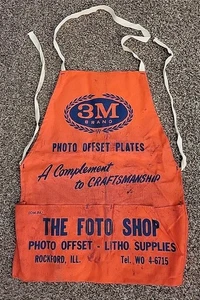 3M
BRAND
PHOTO OFFSET PLATES
A Complement
to CRAFTSMANSHIP
THE FOTO SHOP
PHOTO OFFSET - LITHO SUPPLIES
ROCKFORD, ILL. Tel. WO 4-6715